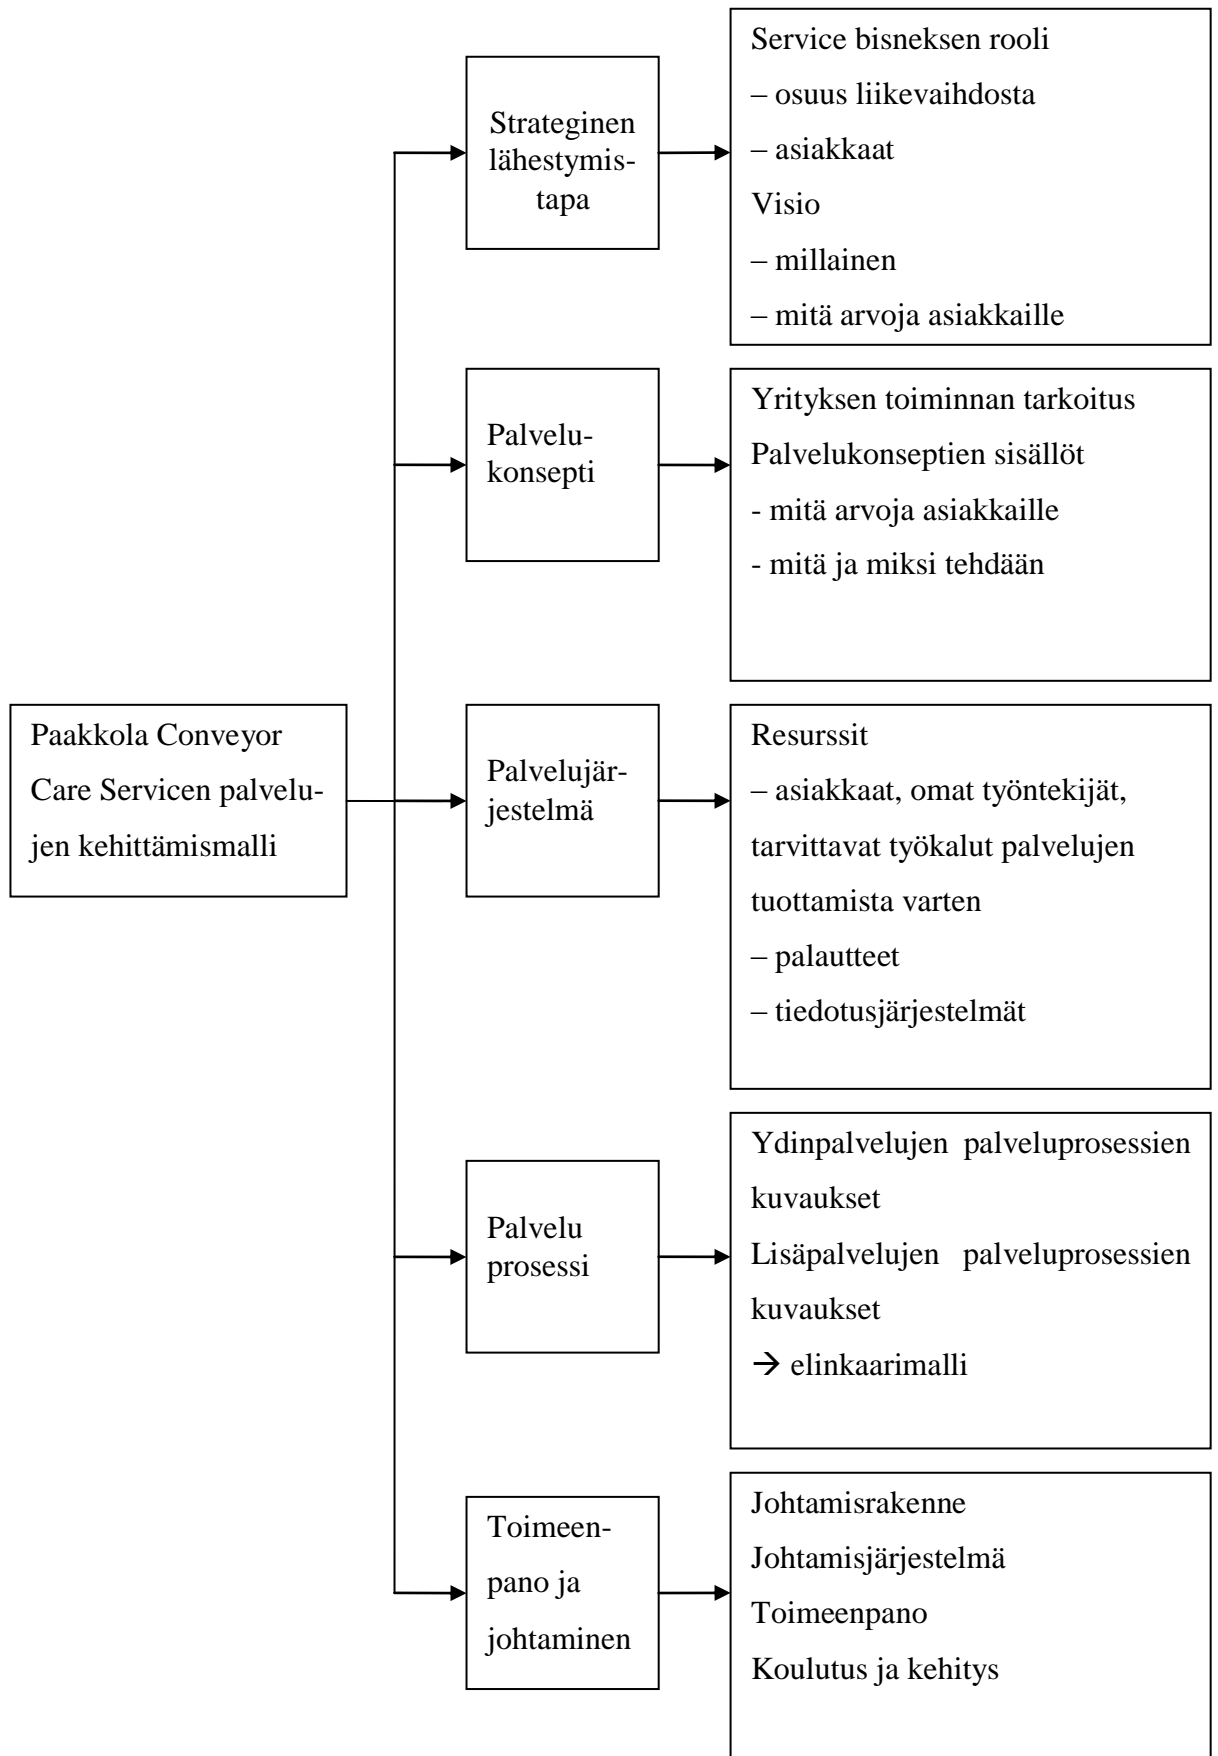 Paakkola Conveyor
Care Servicen palvelu-
jen kehittämismalli
Strateginen
lähestymis-
tapa
Service bisneksen rooli
– osuus liikevaihdosta
– asiakkaat
Visio
– millainen
– mitä arvoja asiakkaille
Palvelu-
konsepti
Yrityksen toiminnan tarkoitus
Palvelukonseptien sisällöt
- mitä arvoja asiakkaille
- mitä ja miksi tehdään
Palvelujär-
jestelmä
Resurssit
– asiakkaat, omat työntekijät,
tarvittavat työkalut palvelujen
tuottamista varten
– palautteet
– tiedotusjärjestelmät
Palvelu
prosessi
Ydinpalvelujen palveluprosessien
kuvaukset
Lisäpalvelujen palveluprosessien
kuvaukset
→ elinkaarimalli
Toimeen-
pano ja
johtaminen
Johtamisrakenne
Johtamisjärjestelmä
Toimeenpano
Koulutus ja kehitys